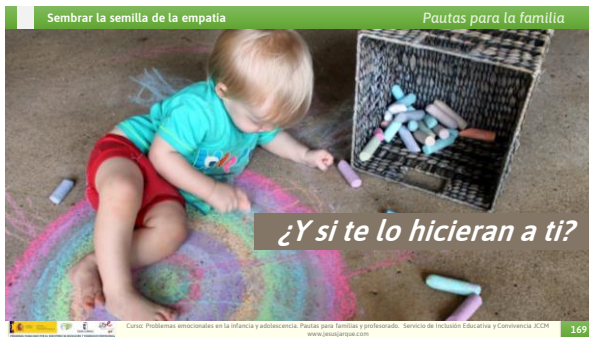 Sembrar la semilla de la empatía
Pautas para la familia
¿Y si te lo hicieran a ti?
Curso: Problemas emocionales en la infancia y adolescencia. Pautas para familias y profesorado. Servicio de Inclusión Educativa y Convivencia JCCM
www.jesusjarque.com
169